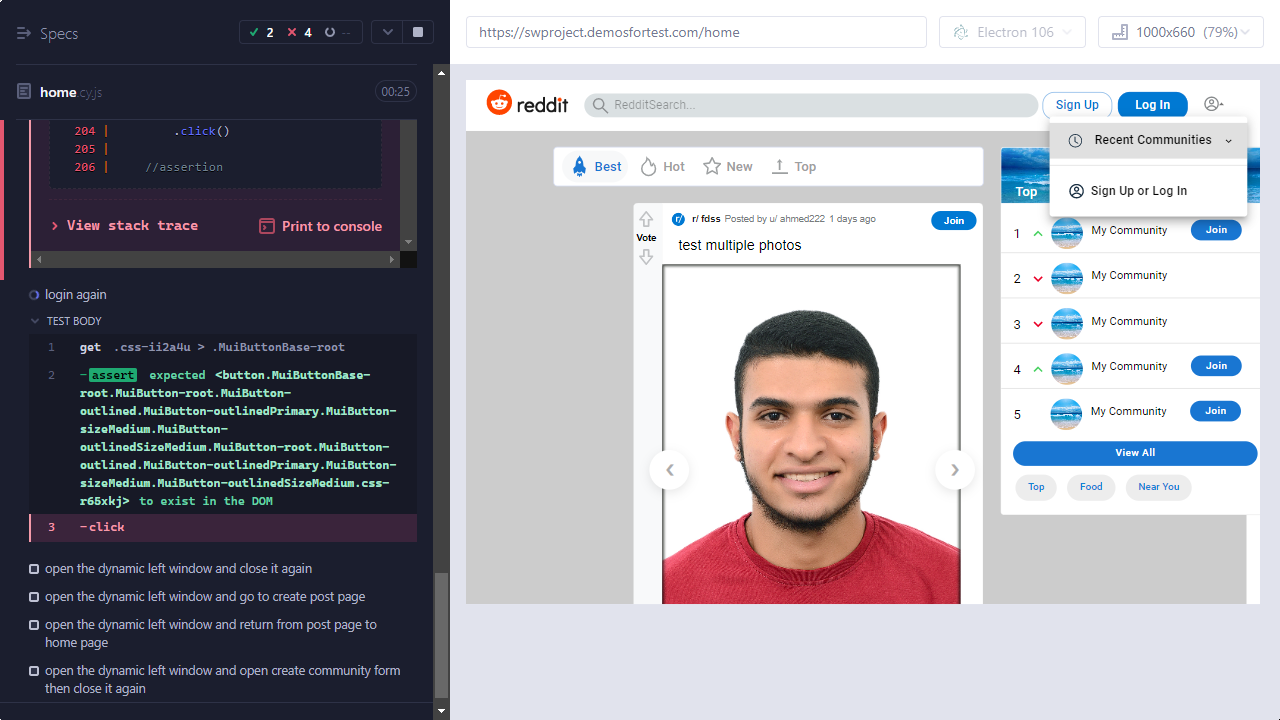 Specs
2
4
--
home.cy.js
00:25
204 | .click()
205 |
206 | //assertion
View stack trace
Print to console
login again
TEST BODY
1 get .css-ii2a4u > .MuiButtonBase-root
2 -assert expected <button.MuiButtonBase-
root.MuiButton-root.MuiButton-
outlined.MuiButton-outlinedPrimary.MuiButton-
sizeMedium.MuiButton-
outlinedSizeMedium.MuiButton-root.MuiButton-
outlined.MuiButton-outlinedPrimary.MuiButton-
sizeMedium.MuiButton-outlinedSizeMedium.css-
r65xkj> to exist in the DOM
3 -click
open the dynamic left window and close it again
open the dynamic left window and go to create post page
open the dynamic left window and return from post page to
home page
open the dynamic left window and open create community form
then close it again
https://swproject.demosfortest.com/home
Electron 106
1000x660 (79%)
reddit
RedditSearch...
Sign Up
Log In
Recent Communities
Sign Up or Log In
Best
Hot
New
Top
Top
r/ fdss Posted by u/ ahmed222 1 days ago
Join
Vote
test multiple photos
1 My Community Join
2 My Community
3 My Community
4 My Community Join
5 My Community Join
View All
Top
Food
Near You